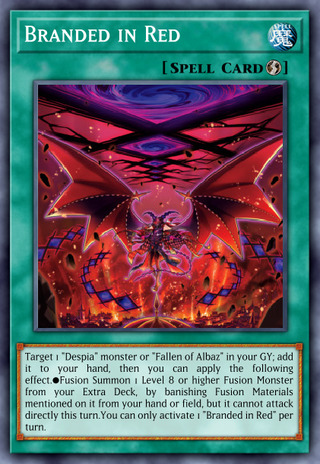 Branded in Red
魔
[Spell Card]
Target 1 "Despia" monster or "Fallen of Albaz" in your GY; add
it to your hand, then you can apply the following
effect.●Fusion Summon 1 Level 8 or higher Fusion Monster
from your Extra Deck, by banishing Fusion Materials
mentioned on it from your hand or field, but it cannot attack
directly this turn.You can only activate 1 "Branded in Red" per
turn.